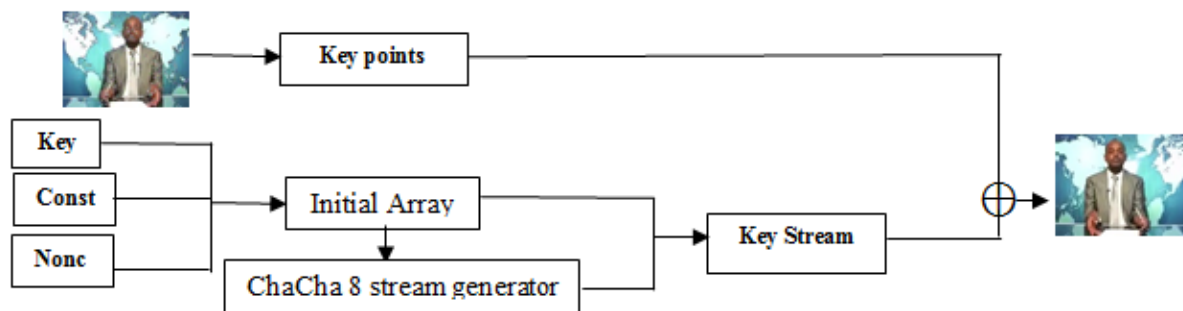 Key points
Key
Const
Initial Array
Nonc
Key Stream
ChaCha 8 stream generator